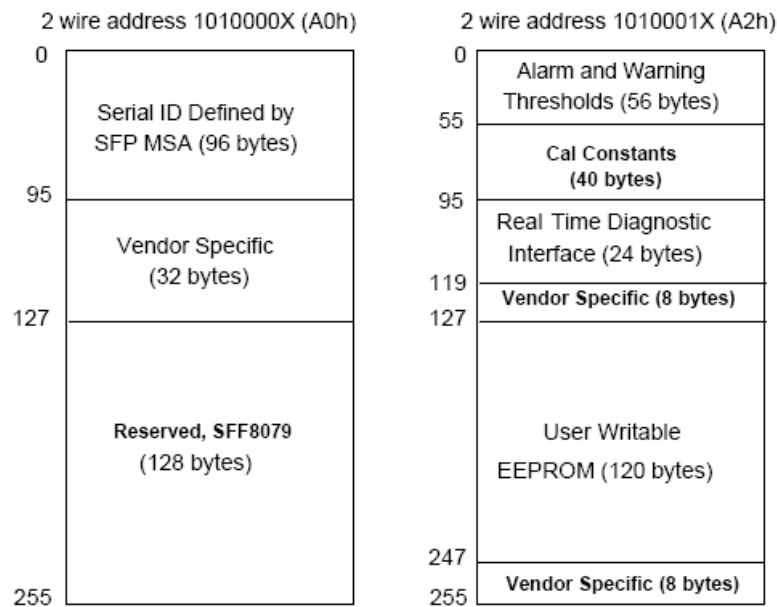 2 wire address 1010000X (A0h)
0
Serial ID Defined by
SFP MSA (96 bytes)
95
Vendor Specific
(32 bytes)
127
Reserved, SFF8079
(128 bytes)
255
2 wire address 1010001X (A2h)
0
Alarm and Warning
Thresholds (56 bytes)
55
Cal Constants
(40 bytes)
95
Real Time Diagnostic
Interface (24 bytes)
119
Vendor Specific (8 bytes)
127
User Writable
EEPROM (120 bytes)
247
Vendor Specific (8 bytes)
255